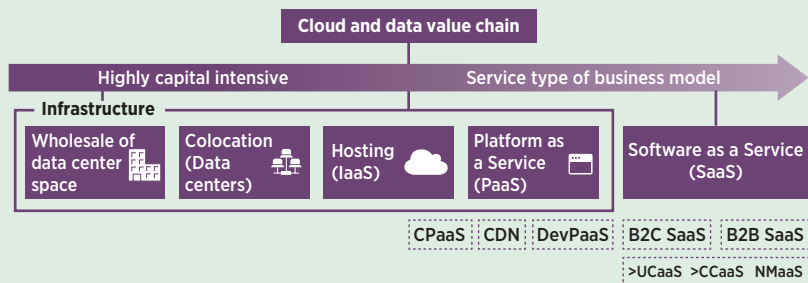 Cloud and data value chain
Highly capital intensive
Service type of business model
Infrastructure
Wholesale of
data center
space
Colocation
(Data
centers)
Hosting
(IaaS)
Platform as
a Service
(PaaS)
Software as a Service
(SaaS)
CPaaS
CDN
DevPaaS
B2C SaaS
B2B SaaS
>UCaaS >CCaaS NMaaS